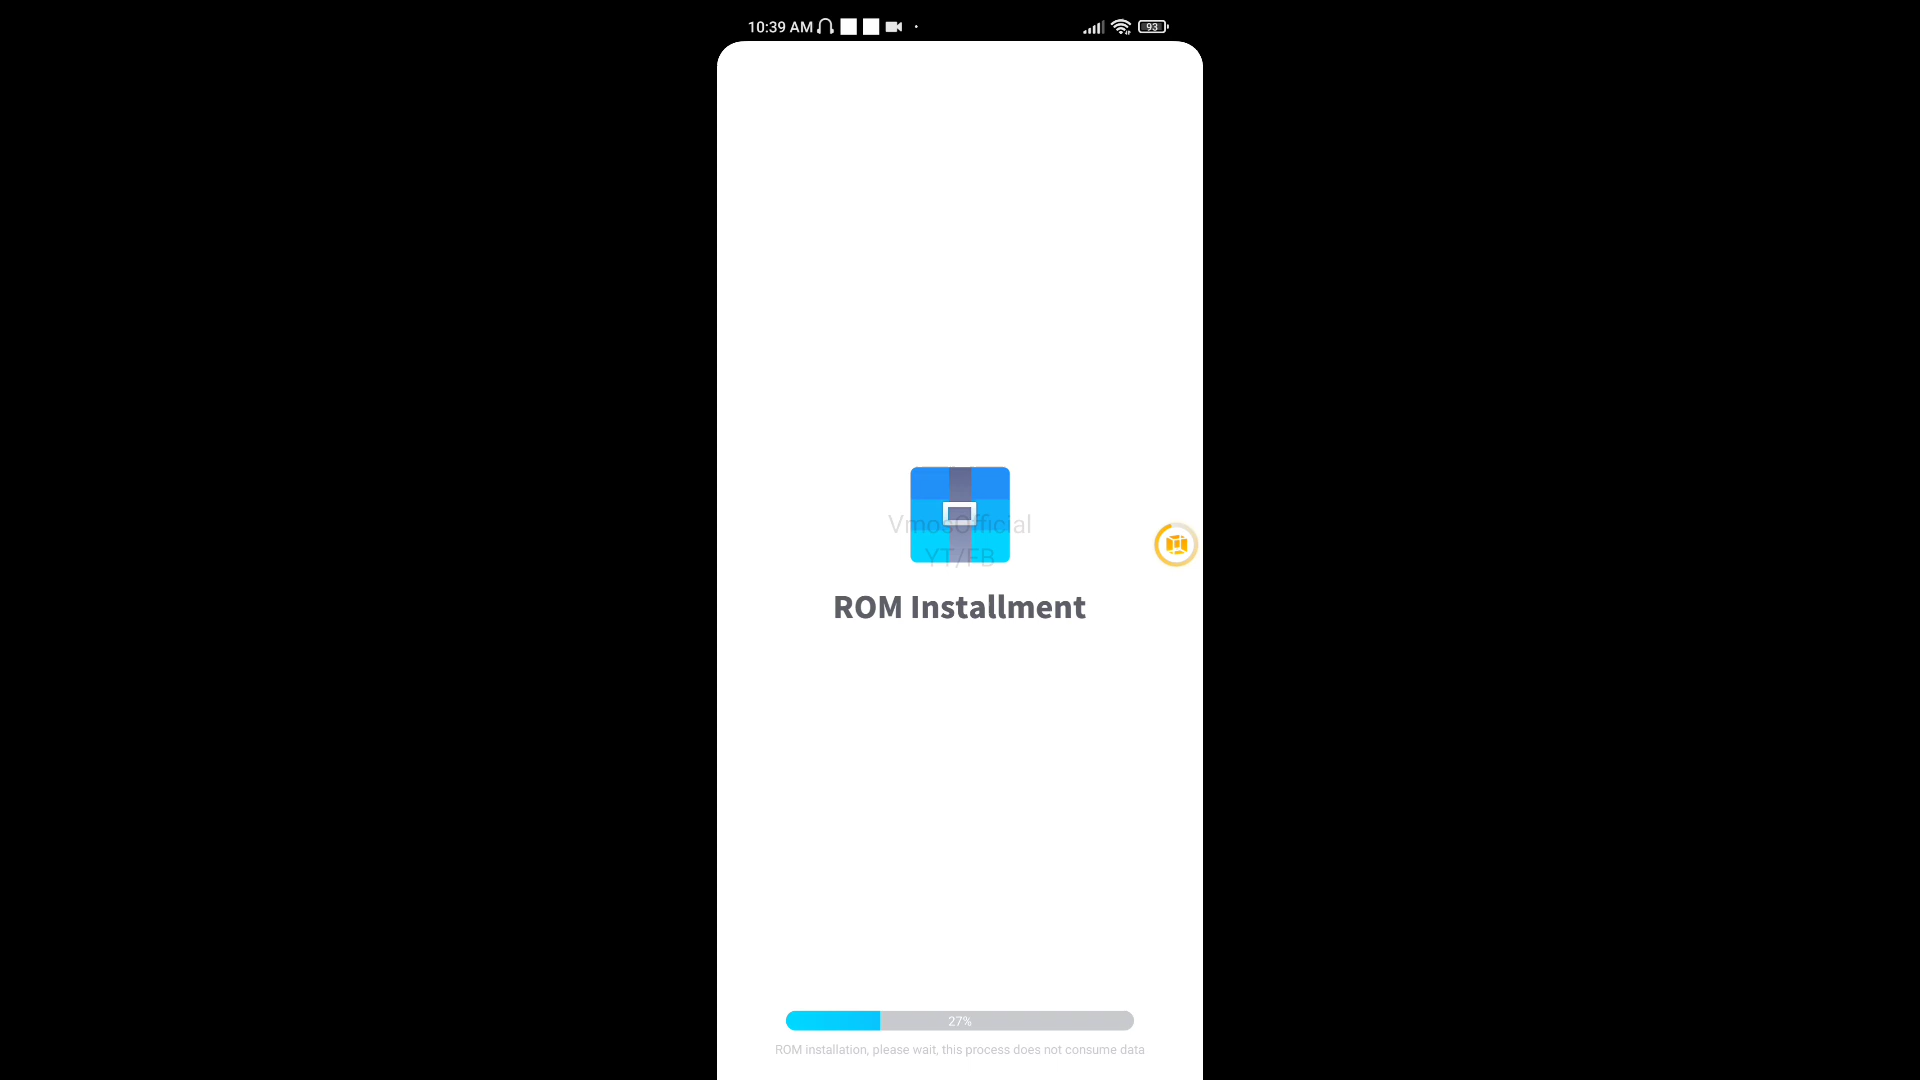 10:39 AM
93
VmosOfficial
YT/FB
ROM Installment
27%
ROM installation, please wait, this process does not consume data